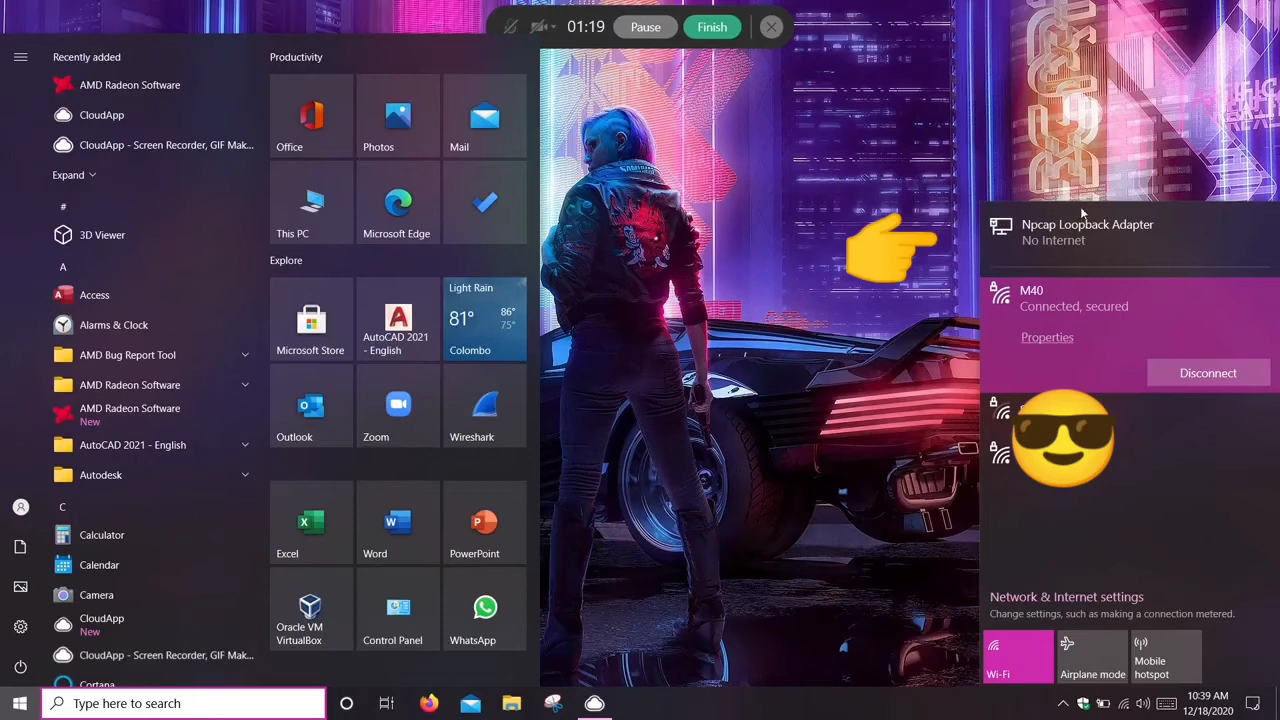 01:19
Pause
Finish
Recently added
AMD Radeon Software
CloudApp
CloudApp - Screen Recorder, GIF Mak...
Expand
#
3D Viewer
A
Access
Alarms & Clock
AMD Bug Report Tool
AMD Radeon Software
AMD Radeon Software
New
AutoCAD 2021 - English
Autodesk
C
Calculator
Calendar
Camera
CloudApp
New
CloudApp - Screen Recorder, GIF Mak...
Cortana
Productivity
Office
Photos
Mail
This PC
Microsoft Edge
Explore
Microsoft Store
AutoCAD 2021
English
Light Rain
81°
86°
75°
Colombo
Outlook
Zoom
Wireshark
Excel
Word
PowerPoint
Oracle VM
VirtualBox
Control Panel
WhatsApp
SAMURAI
Npcap Loopback Adapter
No Internet
M40
Connected, secured
Properties
Disconnect
Network & Internet settings
Change settings, such as making a connection metered.
Wi-Fi
Airplane mode
Mobile
hotspot
Type here to search
10:39 AM
12/18/2020